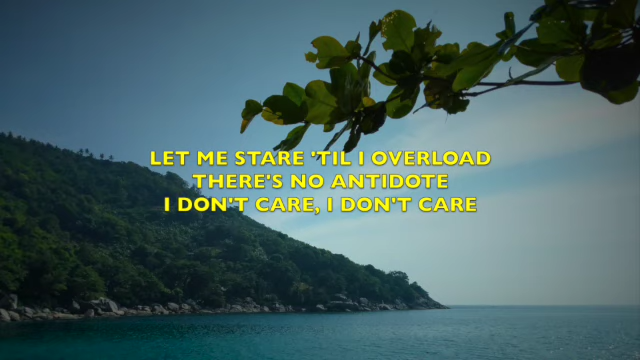 LET ME STARE 'TIL I OVERLOAD
THERE'S NO ANTIDOTE
I DON'T CARE, I DON'T CARE